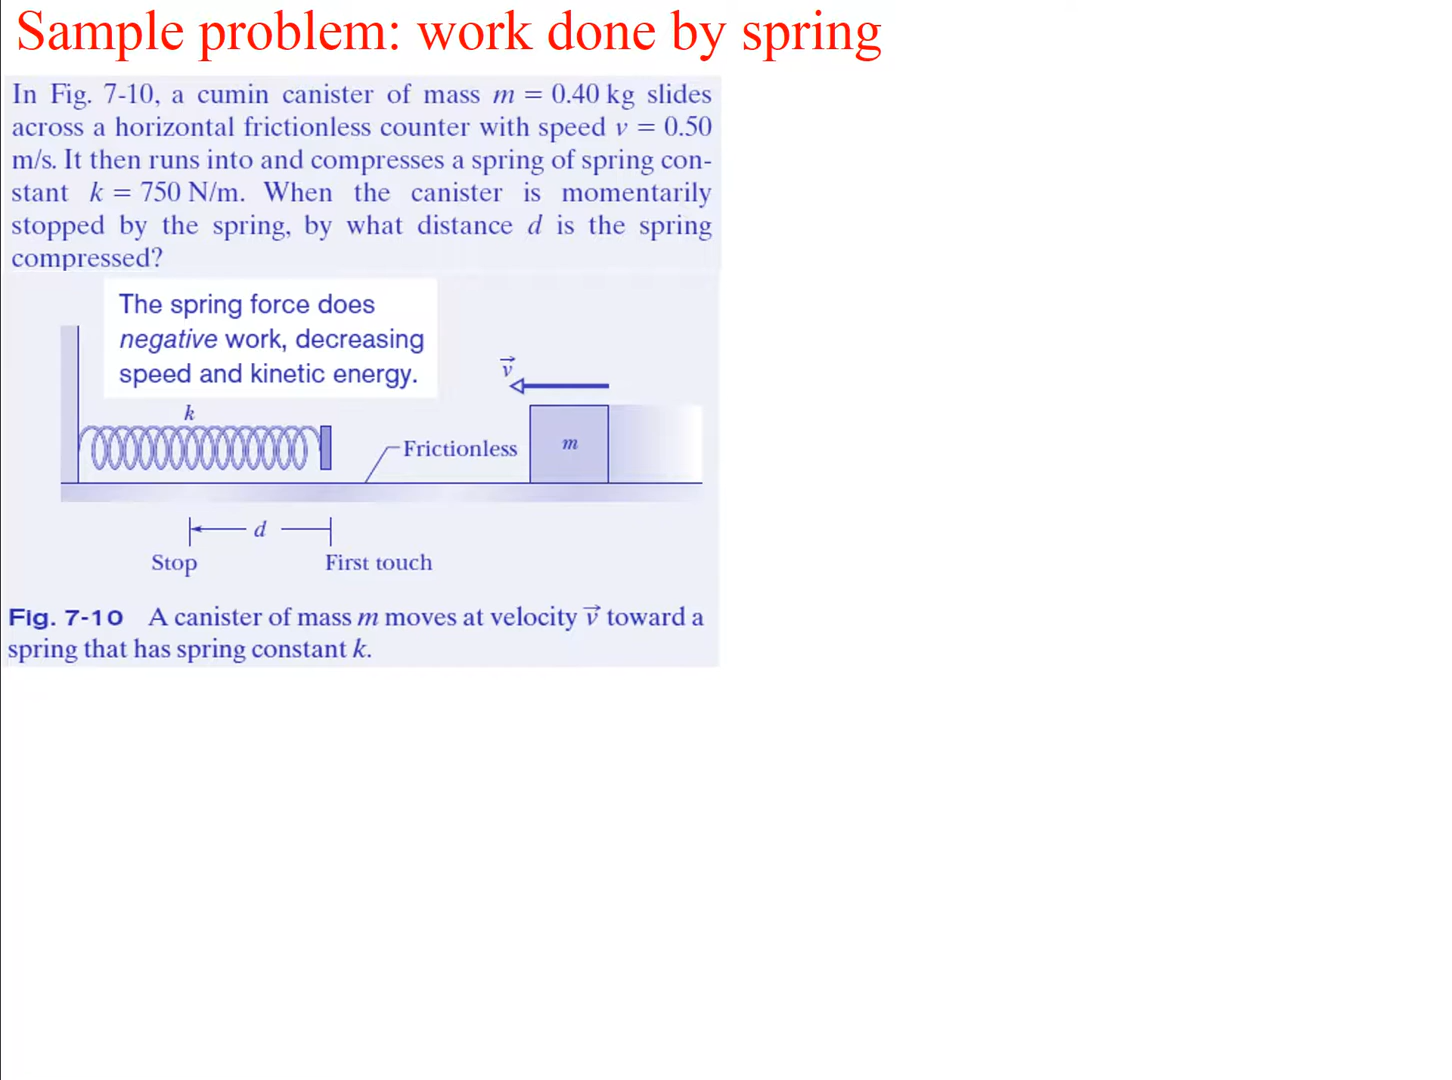 Sample problem: work done by spring
In Fig. 7-10, a cumin canister of mass m = 0.40 kg slides
across a horizontal frictionless counter with speed v = 0.50
m/s. It then runs into and compresses a spring of spring con-
stant k = 750 N/m. When the canister is momentarily
stopped by the spring, by what distance d is the spring
compressed?
The spring force does
negative work, decreasing
speed and kinetic energy.
v⃗
k
Frictionless
m
d
Stop
First touch
Fig. 7-10 A canister of mass m moves at velocity v⃗ toward a
spring that has spring constant k.